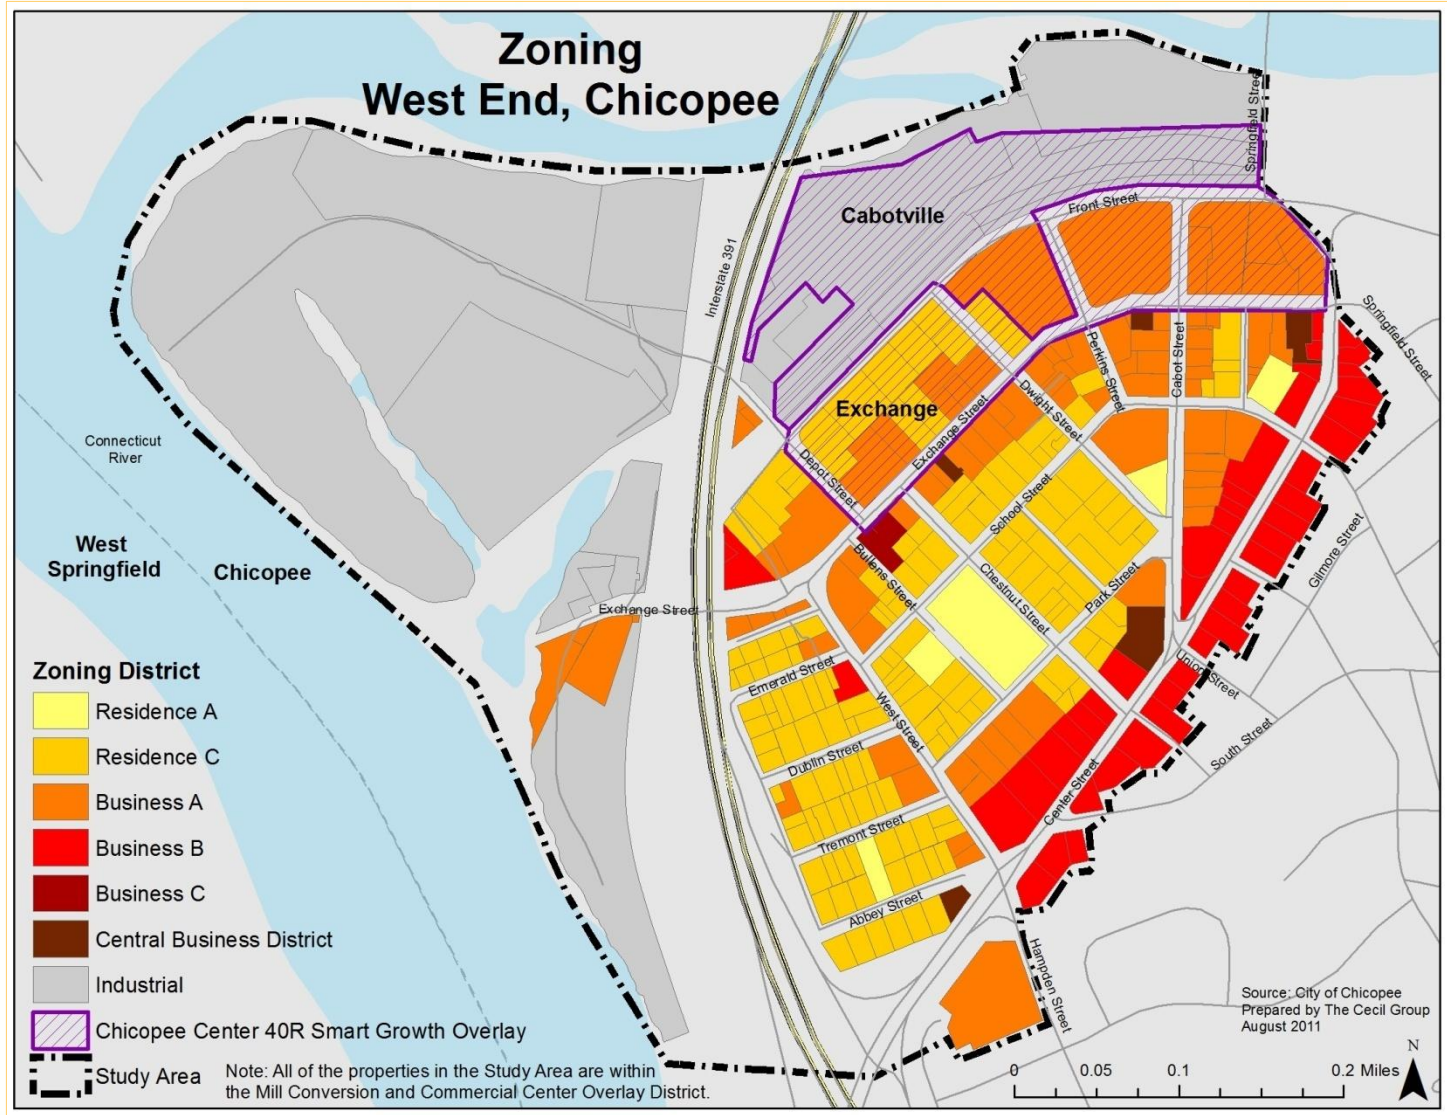 Zoning
West End, Chicopee
Springfield Street
Cabotville
Front Street
Interstate 391
Springfield Street
Perkins Street
Cabot Street
Dwight Street
Exchange
Exchange Street
Depot Street
School Street
Connecticut
River
West
Springfield
Chicopee
Bullens Street
Chestnut Street
Park Street
Gilmore Street
Exchange Street
Union Street
Emerald Street
West Street
South Street
Dublin Street
Center Street
Tremont Street
Abbey Street
Hampden Street
Zoning District
Residence A
Residence C
Business A
Business B
Business C
Central Business District
Industrial
Chicopee Center 40R Smart Growth Overlay
Study Area
Note: All of the properties in the Study Area are within
the Mill Conversion and Commercial Center Overlay District.
Source: City of Chicopee
Prepared by The Cecil Group
August 2011
N
0 0.05 0.1 0.2 Miles